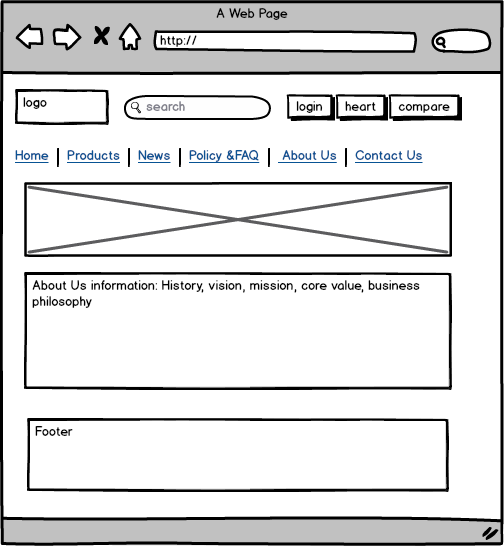 A Web Page
http://
logo
search
login heart compare
Home Products News Policy &FAQ About Us Contact Us
About Us information: History, vision, mission, core value, business
philosophy
Footer